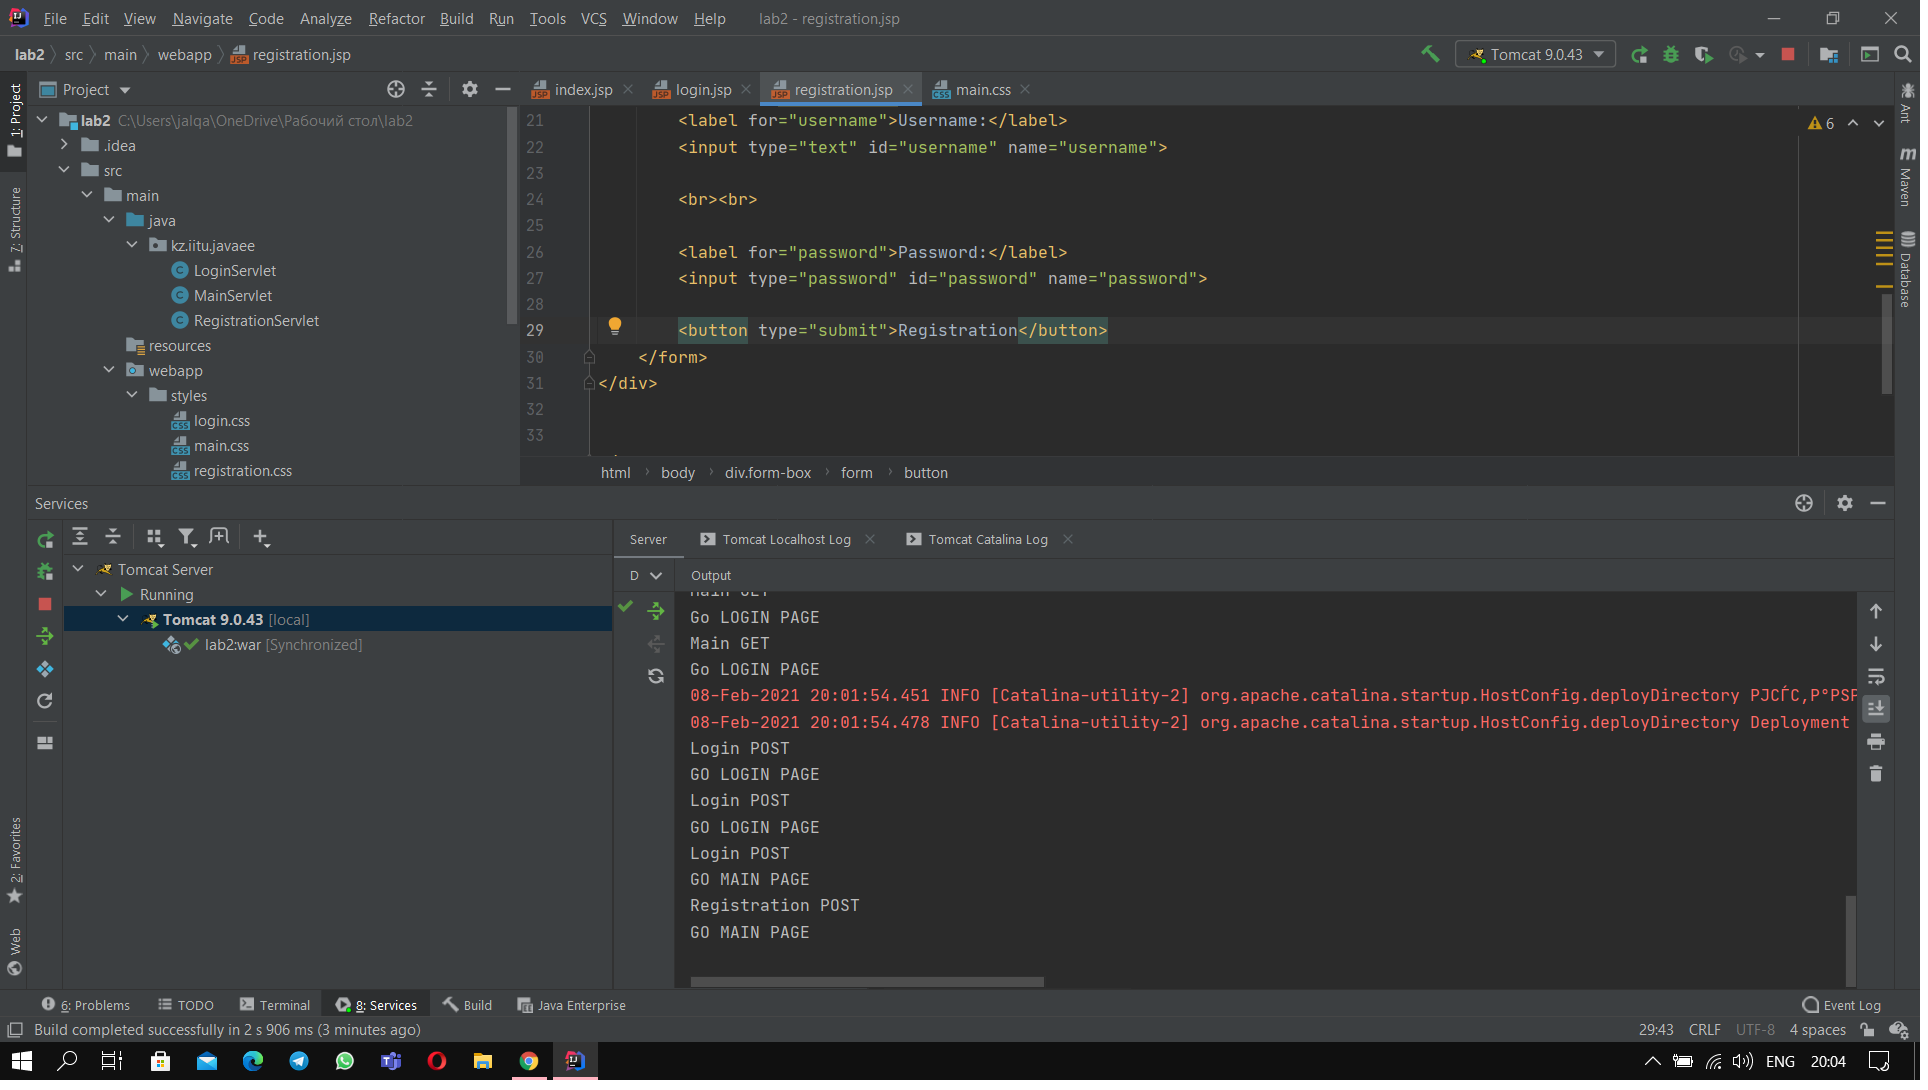 File Edit View Navigate Code Analyze Refactor Build Run Tools VCS Window Help lab2 - registration.jsp
lab2 src main webapp registration.jsp Tomcat 9.0.43
Project index.jsp login.jsp registration.jsp main.css
1: Project
7: Structure
2: Favorites
Web
lab2 C:\Users\jalqa\OneDrive\Рабочий стол\lab2
.idea
src
main
java
kz.iitu.javaee
LoginServlet
MainServlet
RegistrationServlet
resources
webapp
styles
login.css
main.css
registration.css
21 <label for="username">Username:</label>
22 <input type="text" id="username" name="username">
23
24 <br><br>
25
26 <label for="password">Password:</label>
27 <input type="password" id="password" name="password">
28
29 <button type="submit">Registration</button>
30 </form>
31 </div>
32
33
6
Ant
Maven
Database
html body div.form-box form button
Services
Tomcat Server
Running
Tomcat 9.0.43 [local]
lab2:war [Synchronized]
Server Tomcat Localhost Log Tomcat Catalina Log
D Output
Main GET
Go LOGIN PAGE
Main GET
Go LOGIN PAGE
08-Feb-2021 20:01:54.451 INFO [Catalina-utility-2] org.apache.catalina.startup.HostConfig.deployDirectory
08-Feb-2021 20:01:54.478 INFO [Catalina-utility-2] org.apache.catalina.startup.HostConfig.deployDirectory Deployment
Login POST
GO LOGIN PAGE
Login POST
GO LOGIN PAGE
Login POST
GO MAIN PAGE
Registration POST
GO MAIN PAGE
6: Problems TODO Terminal 8: Services Build Java Enterprise Event Log
Build completed successfully in 2 s 906 ms (3 minutes ago) 29:43 CRLF UTF-8 4 spaces
ENG 20:04